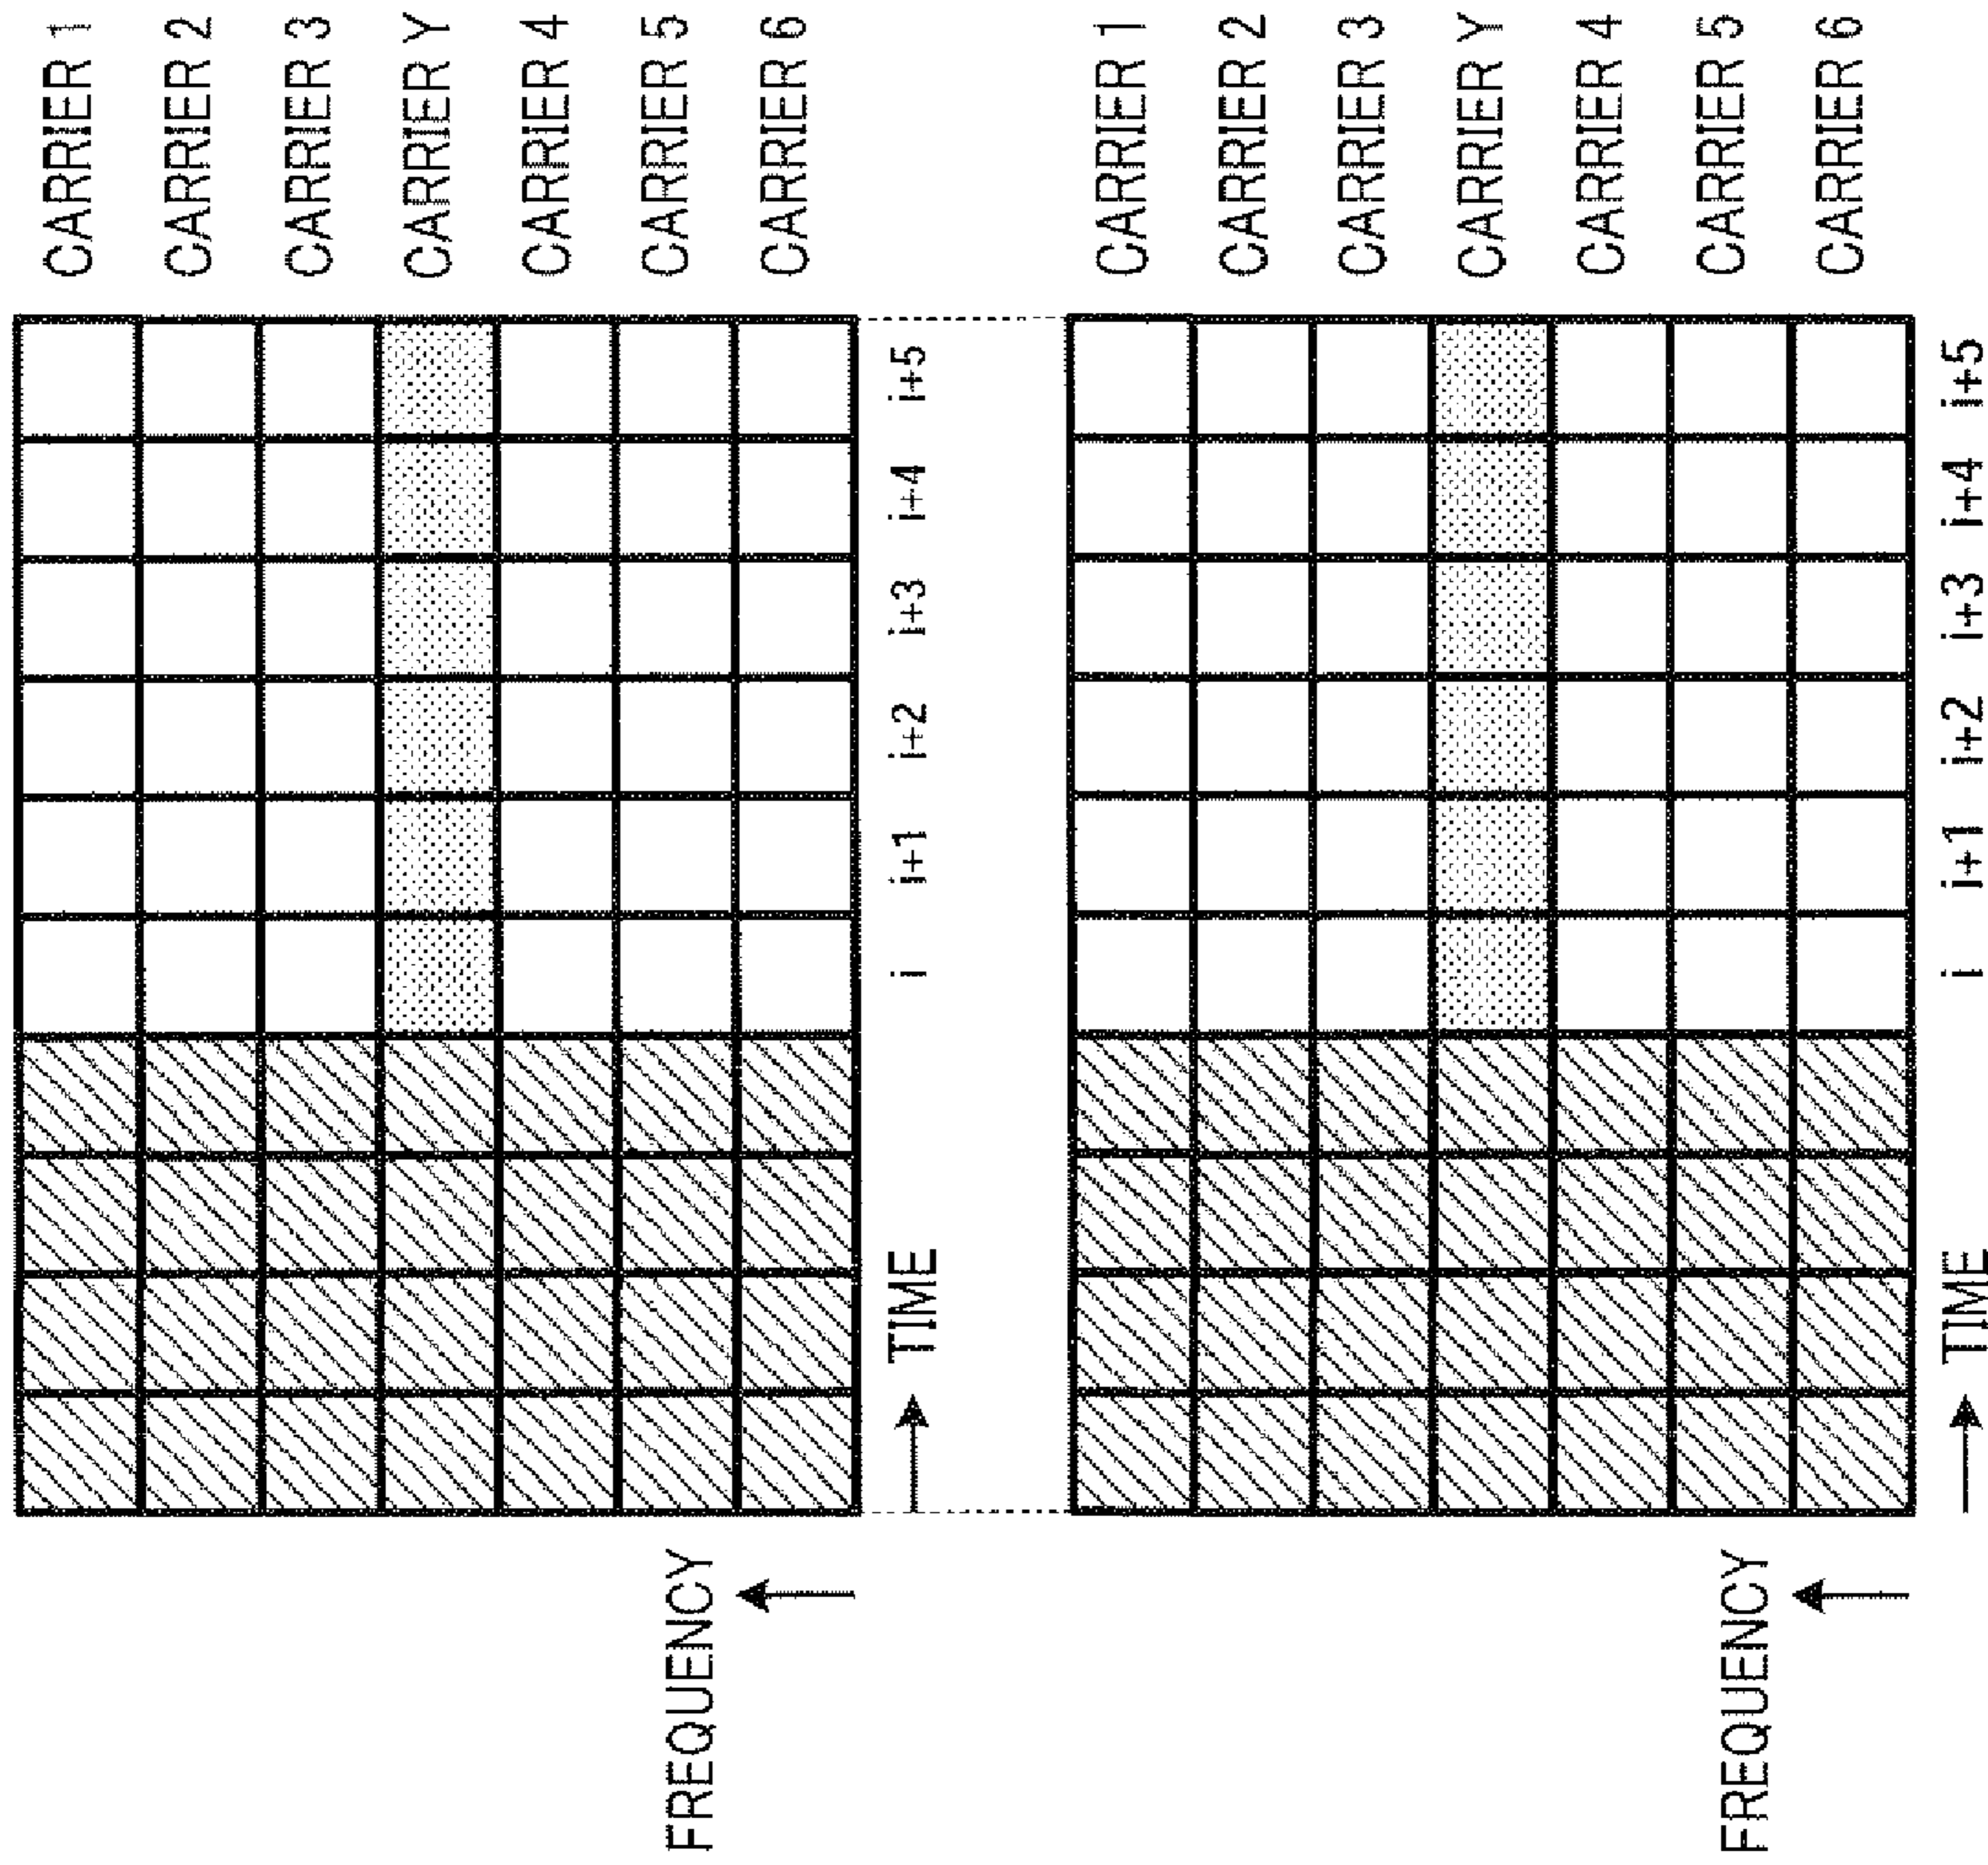 CARRIER 1
CARRIER 2
CARRIER 3
CARRIER Y
CARRIER 4
CARRIER 5
CARRIER 6
FREQUENCY
TIME
i
i+1
i+2
i+3
i+4
i+5
CARRIER 1
CARRIER 2
CARRIER 3
CARRIER Y
CARRIER 4
CARRIER 5
CARRIER 6
FREQUENCY
TIME
i
i+1
i+2
i+3
i+4
i+5